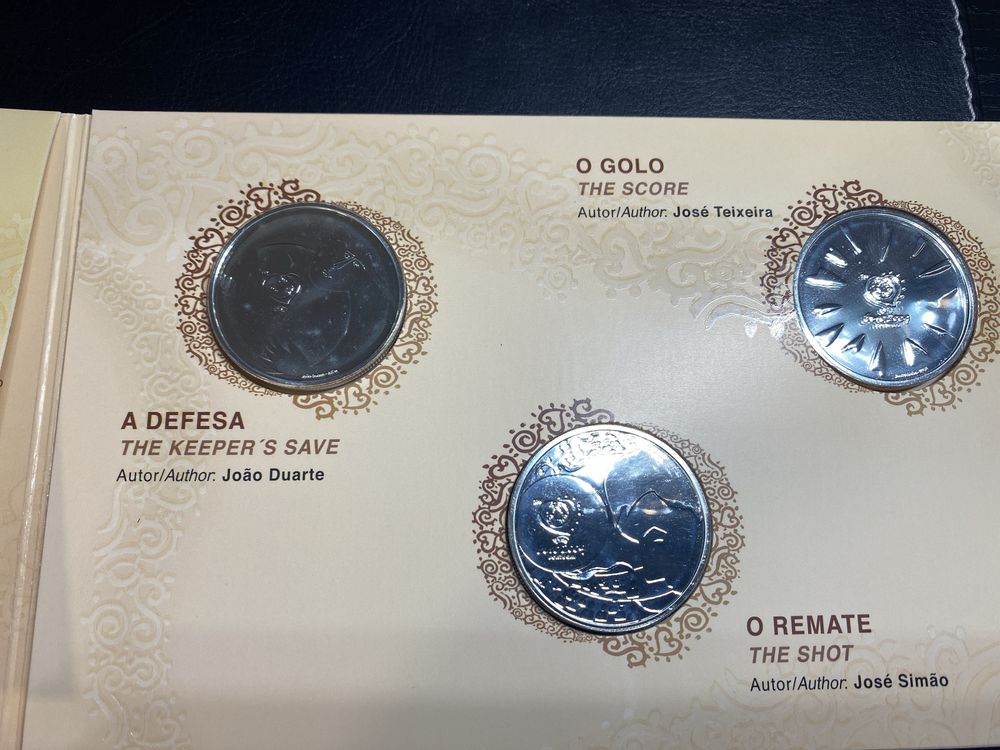 O GOLO
THE SCORE
Autor/Author: José Teixeira
A DEFESA
THE KEEPER´S SAVE
Autor/Author: João Duarte
O REMATE
THE SHOT
Autor/Author: José Simão